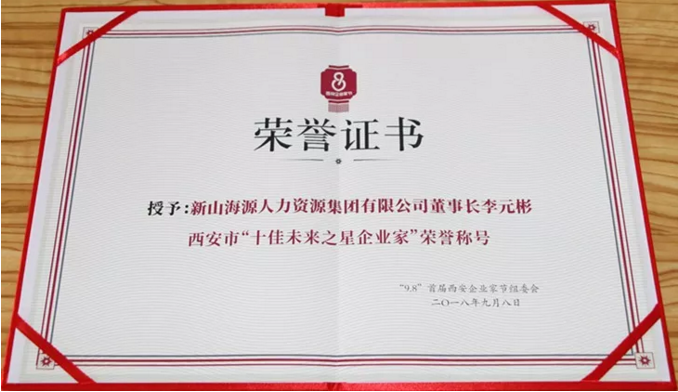 荣誉证书
授予:新山海源人力资源集团有限公司董事长李元彬
西安市“十佳未来之星企业家”荣誉称号
“9.8”首届西安企业家节组委会
二〇一八年九月八日